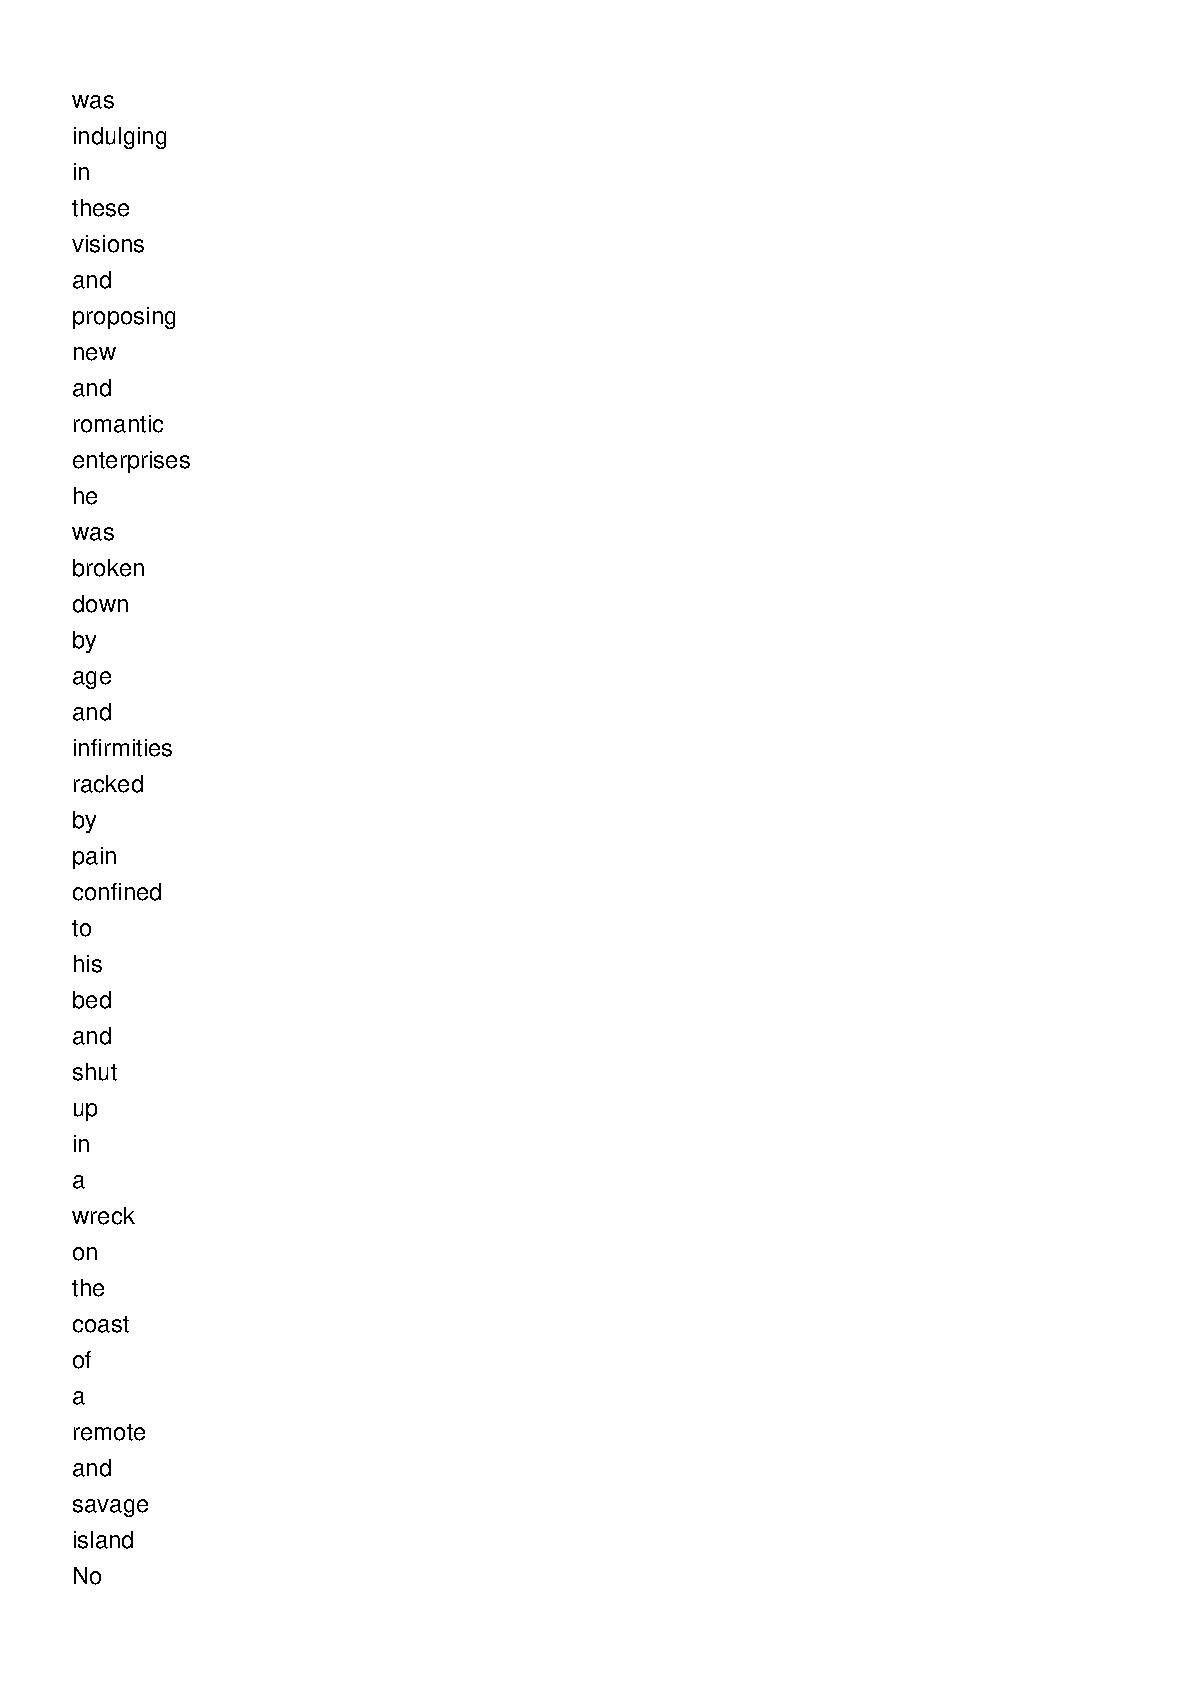 was
indulging
in
these
visions
and
proposing
new
and
romantic
enterprises
he
was
broken
down
by
age
and
infirmities
racked
by
pain
confined
to
his
bed
and
shut
up
in
a
wreck
on
the
coast
of
a
remote
and
savage
island
No